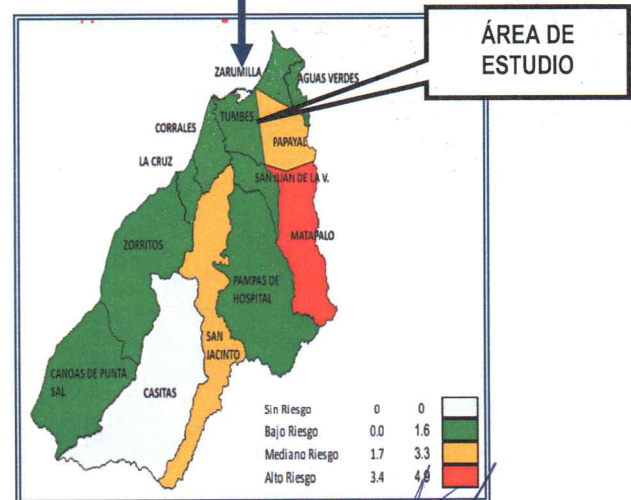 ÁREA DE
ESTUDIO
ZARUMILLA
AGUAS VERDES
TUMBES
CORRALES
PAPAYAL
LA CRUZ
SAN JUAN DE LA V.
MATAPALO
ZORRITOS
PAMPAS DE
HOSPITAL
SAN
JACINTO
CANOAS DE PUNTA
SAL
CASITAS
Sin Riesgo 0 0
Bajo Riesgo 0.0 1.6
Mediano Riesgo 1.7 3.3
Alto Riesgo 3.4 4.9